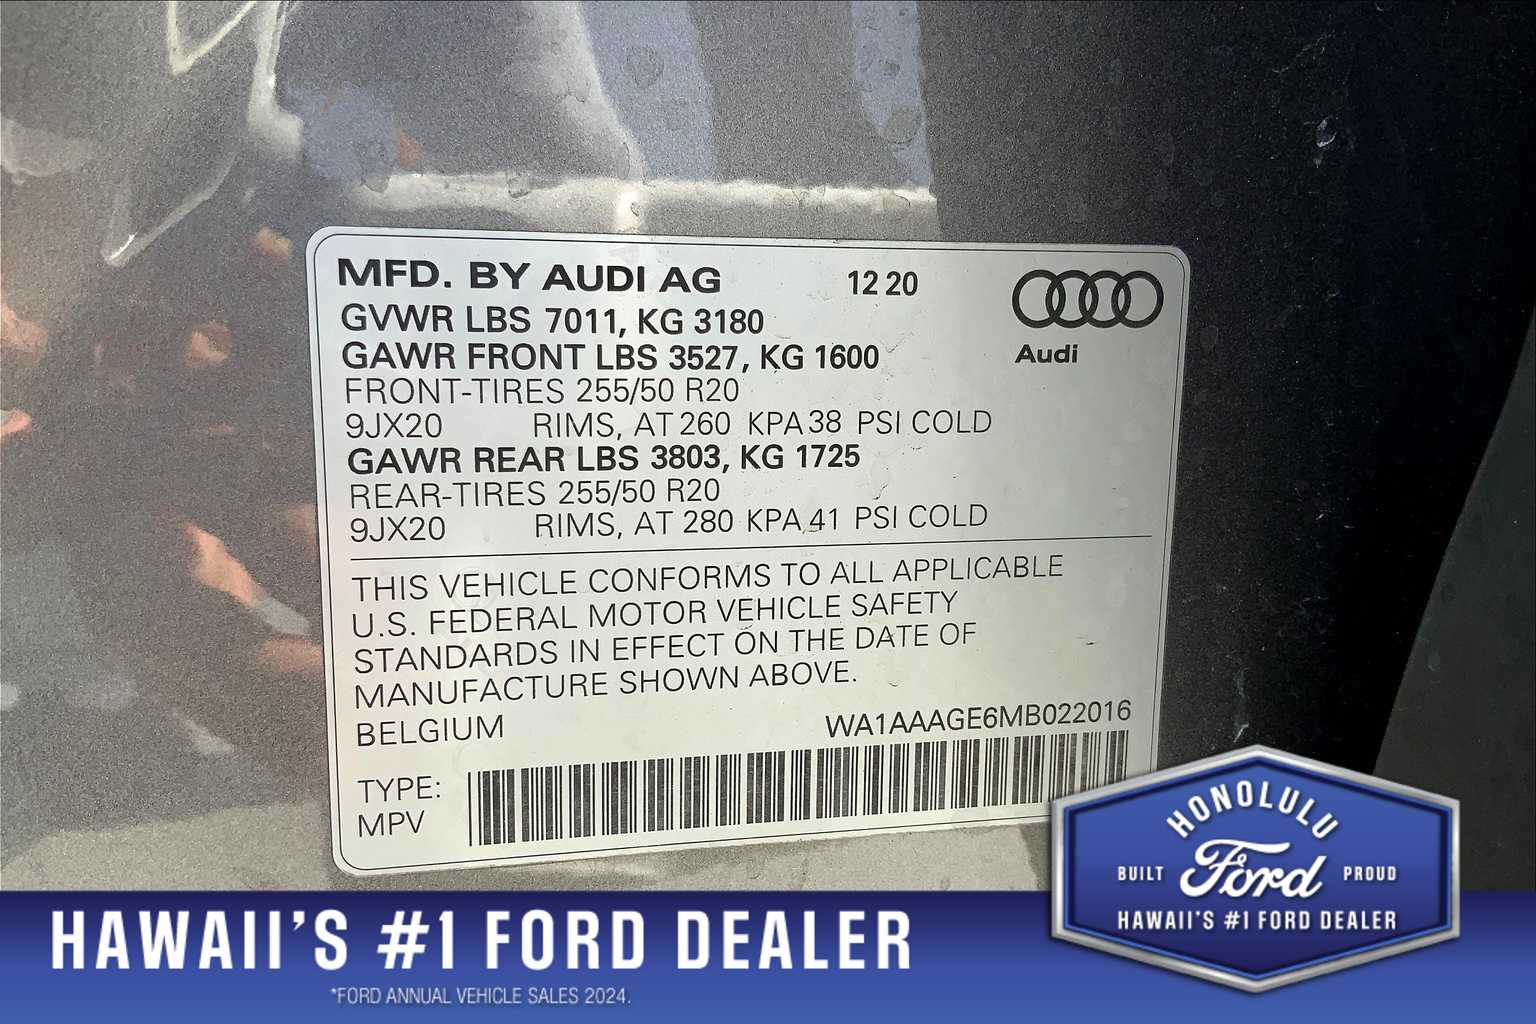 MFD. BY AUDI AG 12 20
GVWR LBS 7011, KG 3180
GAWR FRONT LBS 3527, KG 1600
Audi
FRONT-TIRES 255/50 R20
9JX20 RIMS, AT 260 KPA 38 PSI COLD
GAWR REAR LBS 3803, KG 1725
REAR-TIRES 255/50 R20
9JX20 RIMS, AT 280 KPA 41 PSI COLD
THIS VEHICLE CONFORMS TO ALL APPLICABLE
U.S. FEDERAL MOTOR VEHICLE SAFETY
STANDARDS IN EFFECT ON THE DATE OF
MANUFACTURE SHOWN ABOVE.
BELGIUM WA1AAAGE6MB022016
TYPE:
MPV
HONOLULU
BUILT Ford PROUD
HAWAII'S #1 FORD DEALER
HAWAII'S #1 FORD DEALER
*FORD ANNUAL VEHICLE SALES 2024.